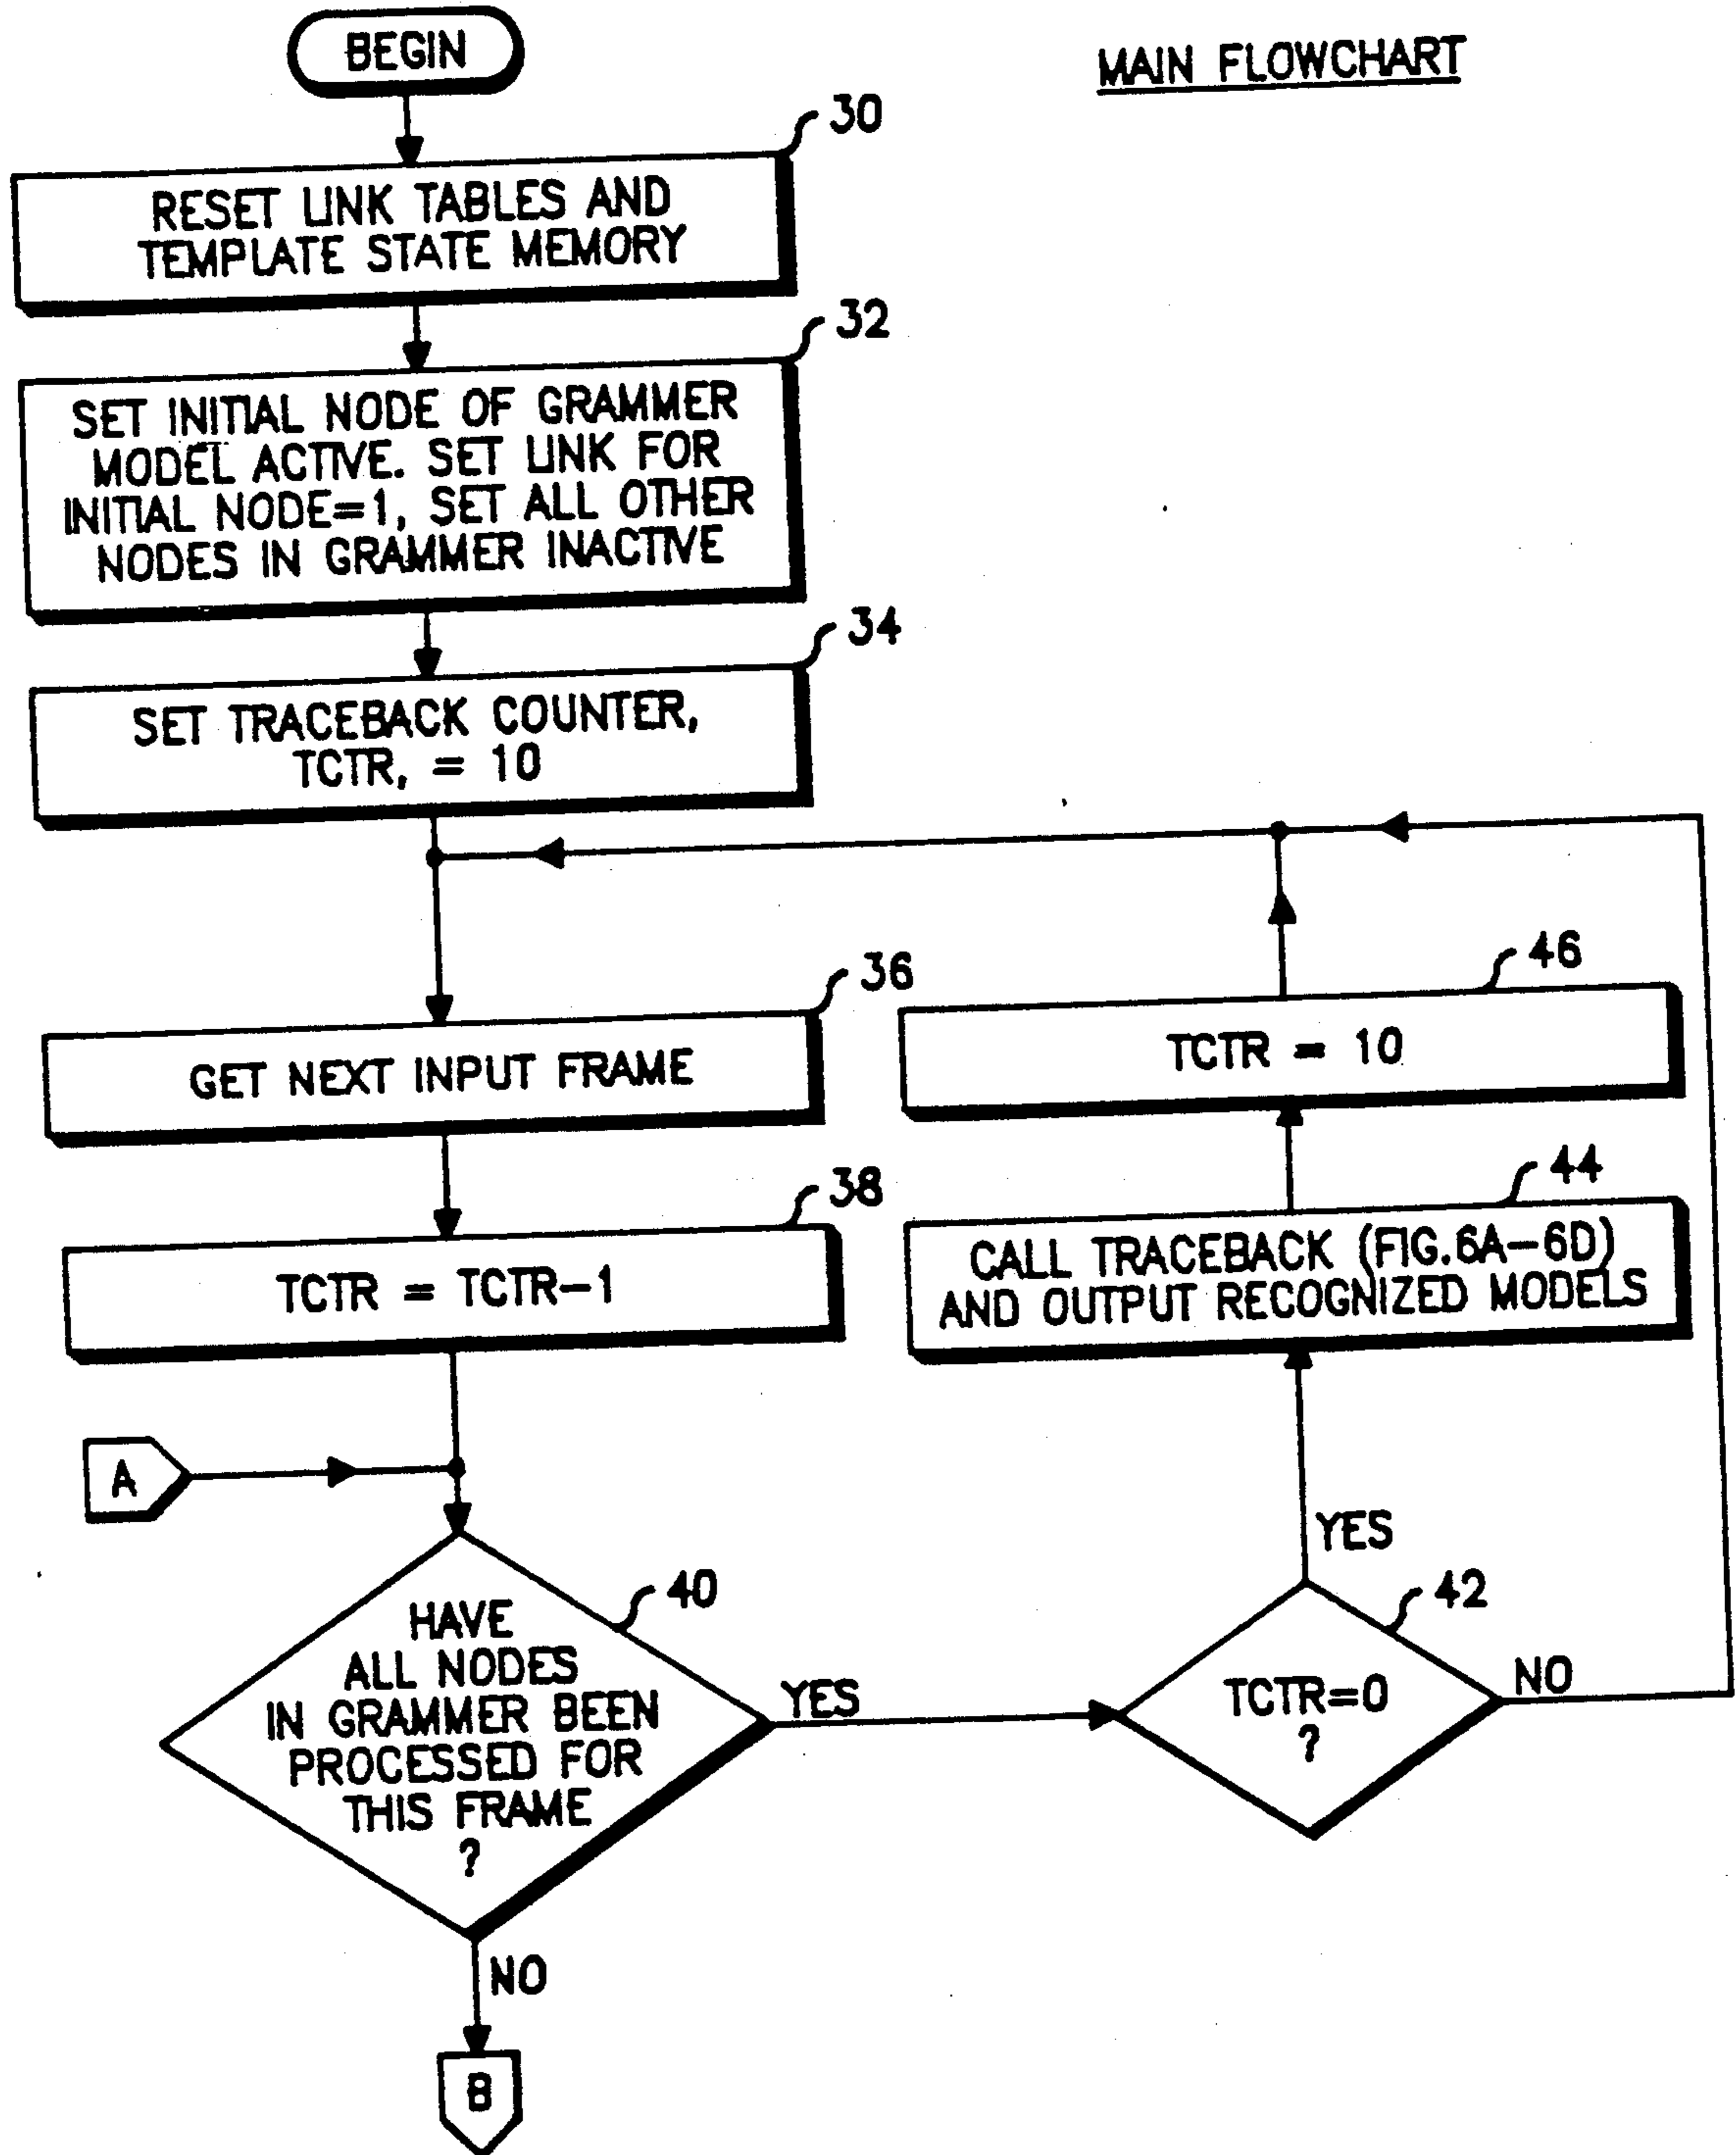 BEGIN
MAIN FLOWCHART
30
RESET LINK TABLES AND
TEMPLATE STATE MEMORY
32
SET INITIAL NODE OF GRAMMER
MODEL ACTIVE. SET LINK FOR
INITIAL NODE=1, SET ALL OTHER
NODES IN GRAMMER INACTIVE
34
SET TRACEBACK COUNTER,
TCTR, = 10
36
GET NEXT INPUT FRAME
38
TCTR = TCTR-1
A
40
HAVE
ALL NODES
IN GRAMMER BEEN
PROCESSED FOR
THIS FRAME
?
YES
NO
B
42
TCTR=0
?
NO
YES
44
CALL TRACEBACK (FIG.6A-6D)
AND OUTPUT RECOGNIZED MODELS
46
TCTR = 10